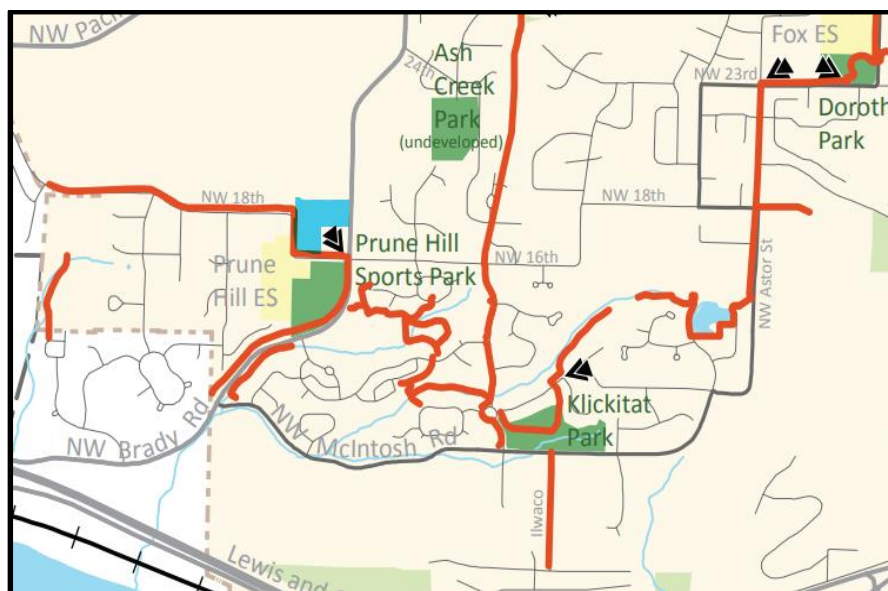 NW Pacif
24th
Ash
Creek
Park
(undeveloped)
Fox ES
NW 23rd
Doroth
Park
NW 18th
NW 18th
Prune Hill
Sports Park
NW 16th
Prune
Hill ES
NW Astor St
Klickitat
Park
NW Brady Rd
NW McIntosh Rd
Ilwaco
Lewis and